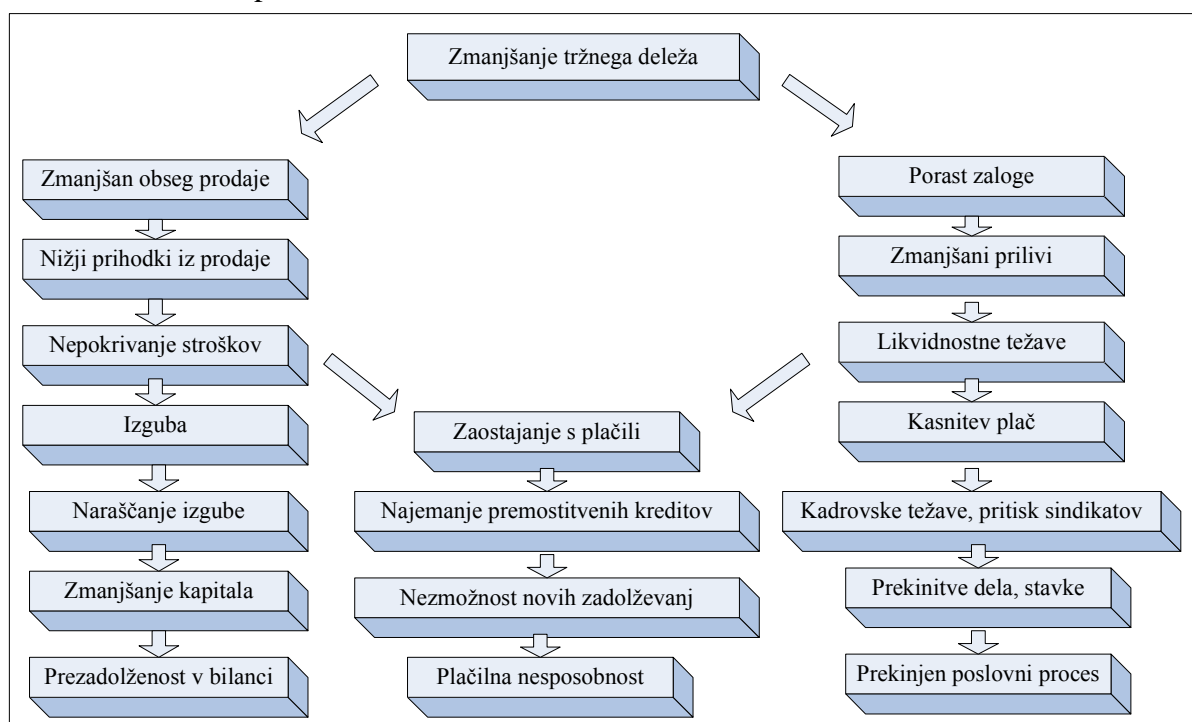 Zmanjšanje tržnega deleža
Zmanjšan obseg prodaje
Nižji prihodki iz prodaje
Nepokrivanje stroškov
Izguba
Naraščanje izgube
Zmanjšanje kapitala
Prezadolženost v bilanci
Zaostajanje s plačili
Najemanje premostitvenih kreditov
Nezmožnost novih zadolževanj
Plačilna nesposobnost
Porast zaloge
Zmanjšani prilivi
Likvidnostne težave
Kasnitev plač
Kadrovske težave, pritisk sindikatov
Prekinitve dela, stavke
Prekinjen poslovni proces